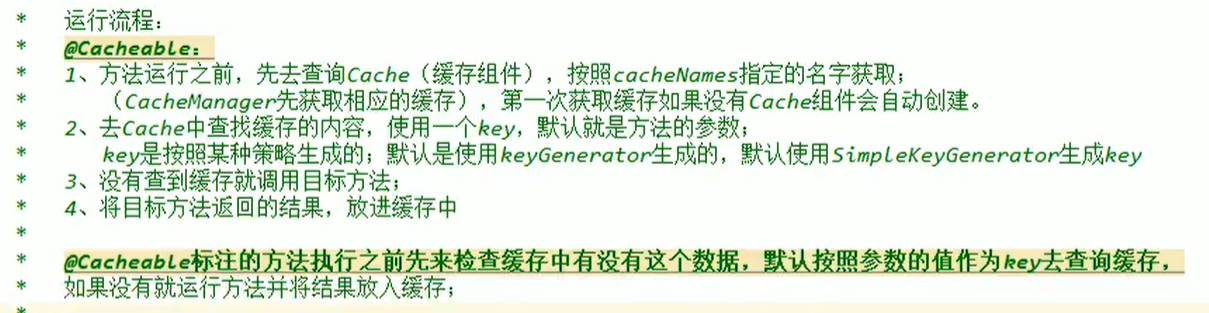 * 运行流程：
* @Cacheable：
* 1、方法运行之前，先去查询Cache（缓存组件），按照cacheNames指定的名字获取；
* （CacheManager先获取相应的缓存），第一次获取缓存如果没有Cache组件会自动创建。
* 2、去Cache中查找缓存的内容，使用一个key，默认就是方法的参数；
* key是按照某种策略生成的；默认是使用keyGenerator生成的，默认使用SimpleKeyGenerator生成key
* 3、没有查到缓存就调用目标方法；
* 4、将目标方法返回的结果，放进缓存中
*
* @Cacheable标注的方法执行之前先来检查缓存中有没有这个数据，默认按照参数的值作为key去查询缓存，
* 如果没有就运行方法并将结果放入缓存；
*